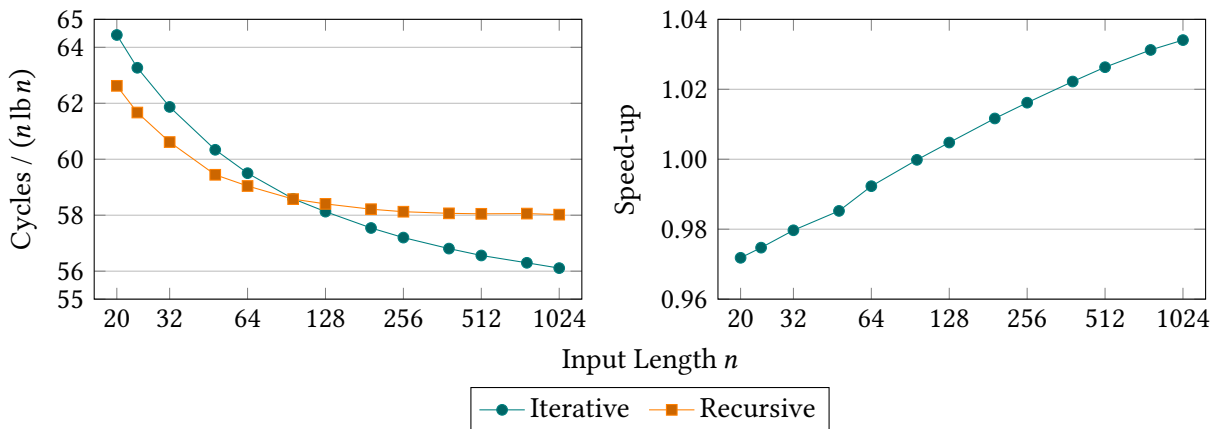 Cycles / (n lb n)
65
64
62
60
58
56
55
20 32 64 128 256 512 1024
Speed-up
1.04
1.02
1.00
0.98
0.96
20 32 64 128 256 512 1024
Input Length n
Iterative Recursive